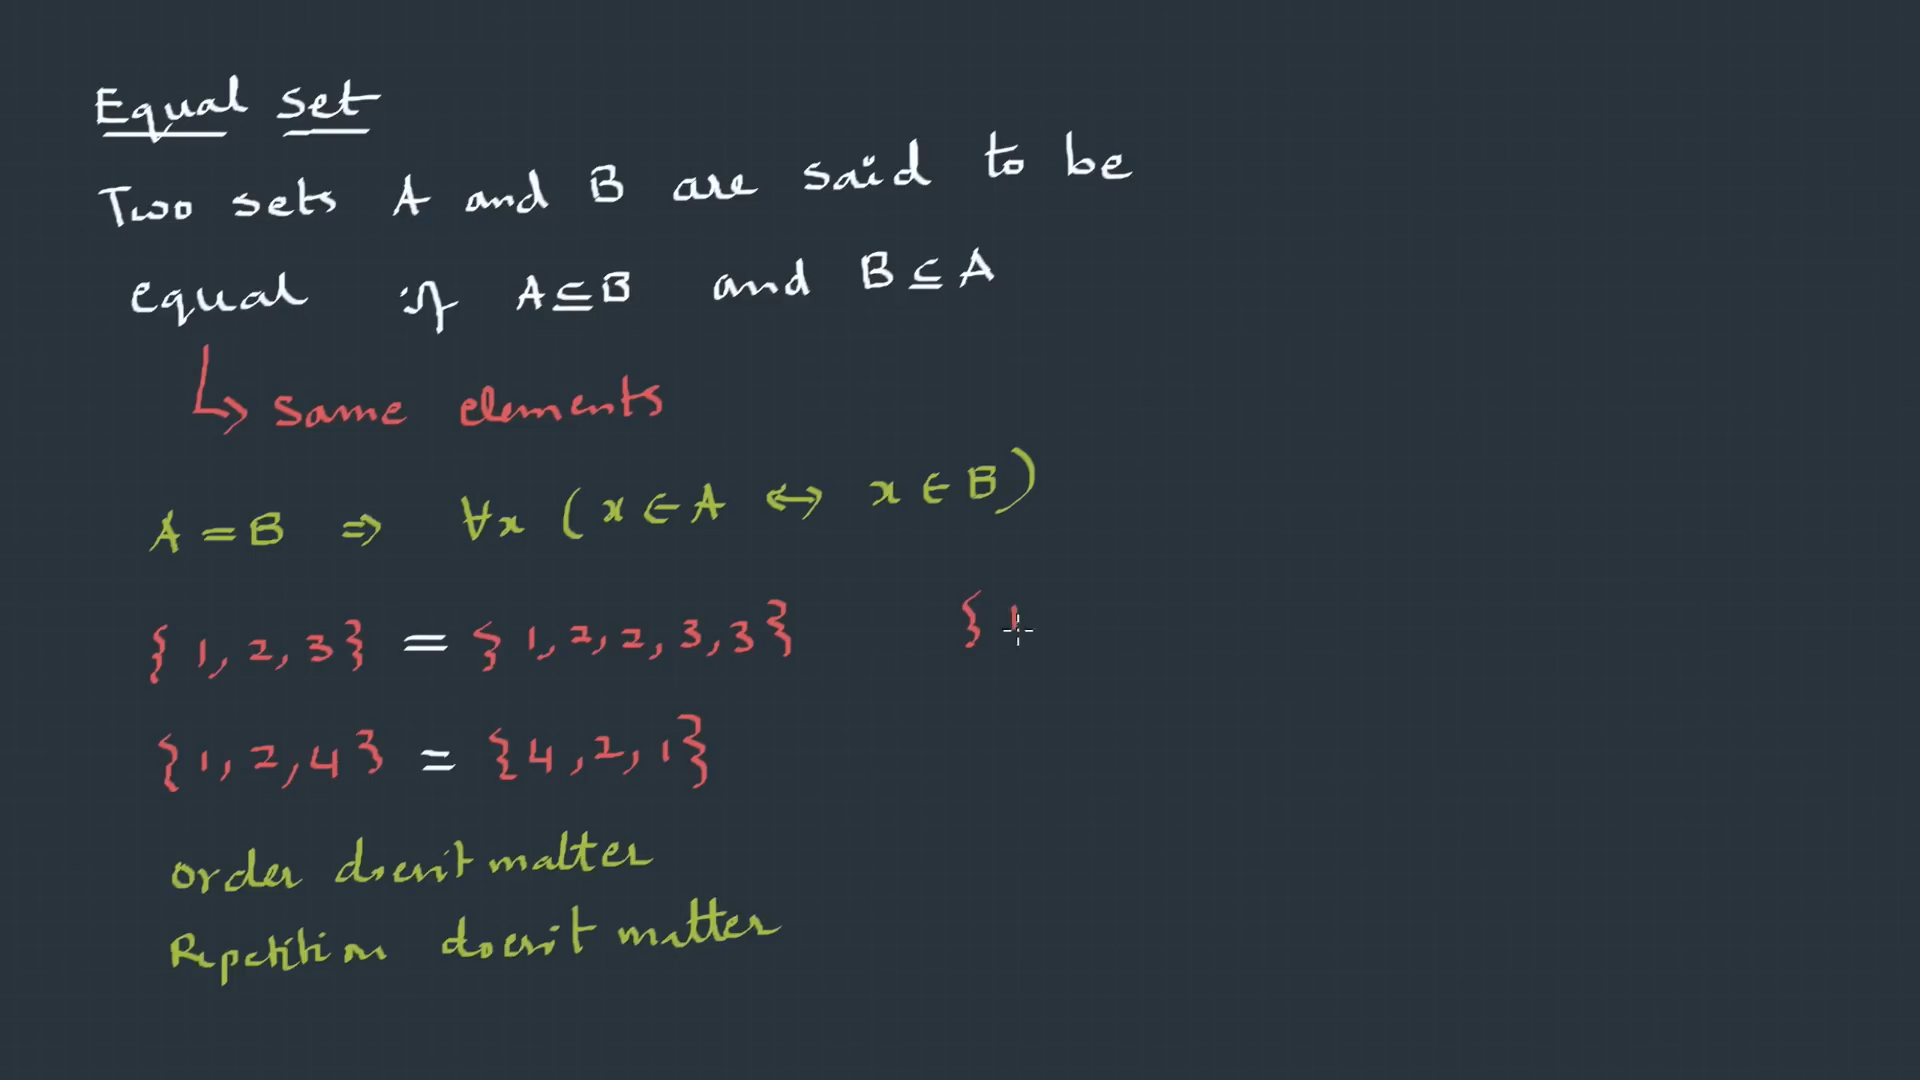 Equal set
Two sets A and B are said to be
equal if A⊆B and B⊆A
↳ same elements
A = B ⇒ ∀x (x∈A ↔ x∈B)
{1, 2, 3} = {1, 2, 2, 3, 3} { 1
{1, 2, 4} = {4, 2, 1}
order doesn't matter
Repetition doesn't matter